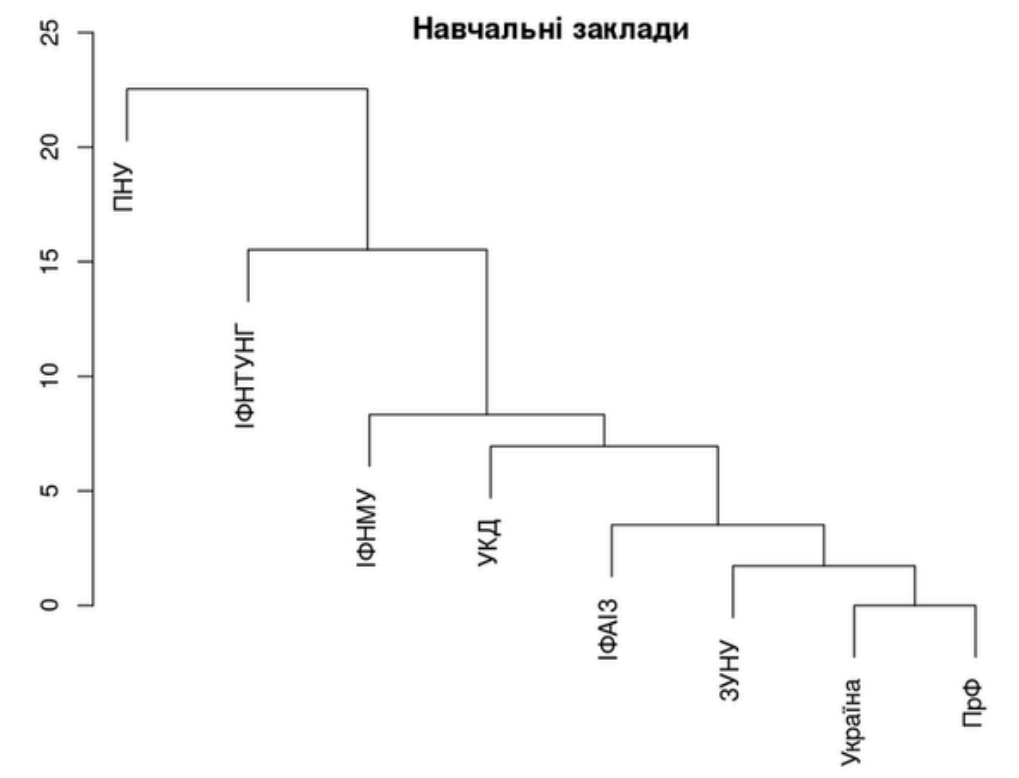 Навчальні заклади
25
20
15
10
5
0
ПНУ
ІФНТУНГ
ІФНМУ
УКД
ІФАІЗ
ЗУНУ
Україна
ПрФ